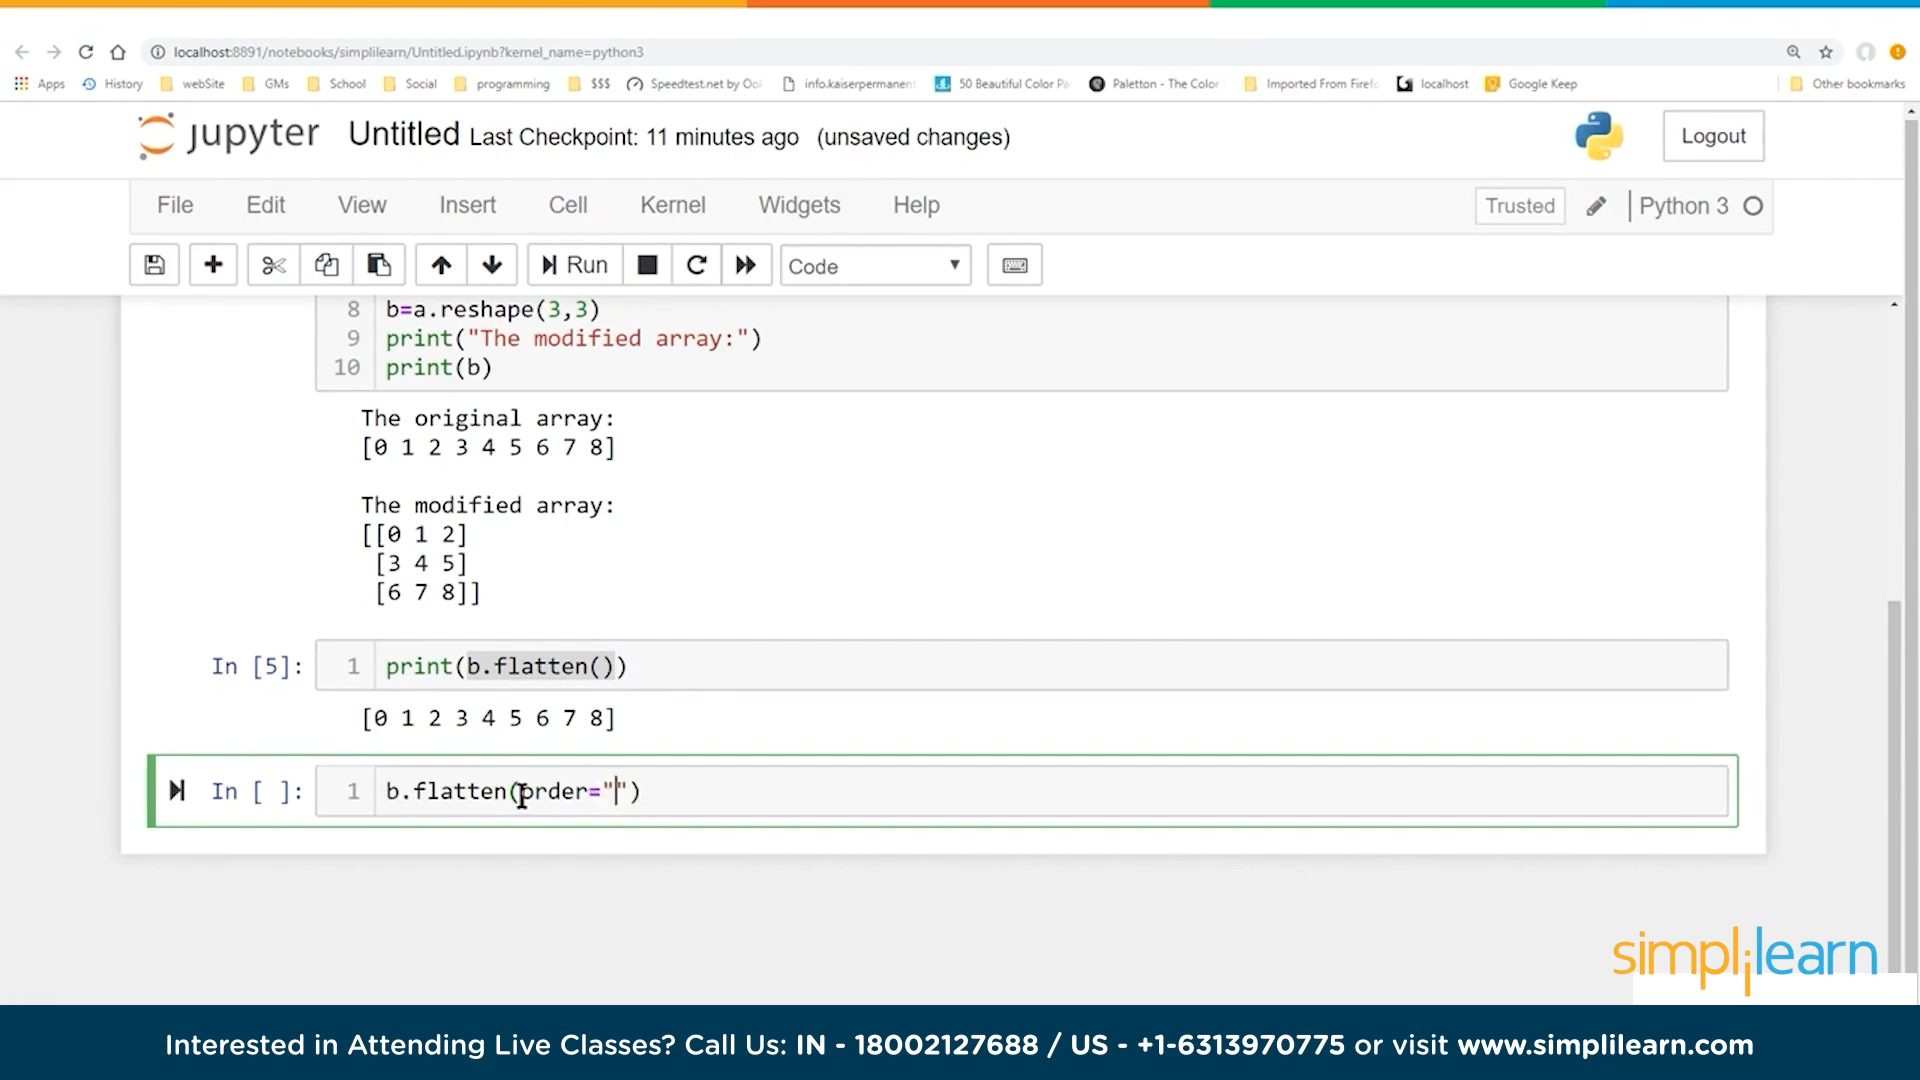 localhost:8891/notebooks/simplilearn/Untitled.ipynb?kernel_name=python3
Apps History webSite GMs School Social programming $$$ Speedtest.net by Ook info.kaiserpermanent 50 Beautiful Color Pa Paletton - The Color Imported From Firefo localhost Google Keep Other bookmarks
jupyter Untitled Last Checkpoint: 11 minutes ago (unsaved changes) Logout
File Edit View Insert Cell Kernel Widgets Help Trusted Python 3
Run Code
8 b=a.reshape(3,3)
9 print("The modified array:")
10 print(b)
The original array:
[0 1 2 3 4 5 6 7 8]
The modified array:
[[0 1 2]
[3 4 5]
[6 7 8]]
In [5]: 1 print(b.flatten())
[0 1 2 3 4 5 6 7 8]
In [ ]: 1 b.flatten(order="")
simplilearn
Interested in Attending Live Classes? Call Us: IN - 18002127688 / US - +1-6313970775 or visit www.simplilearn.com